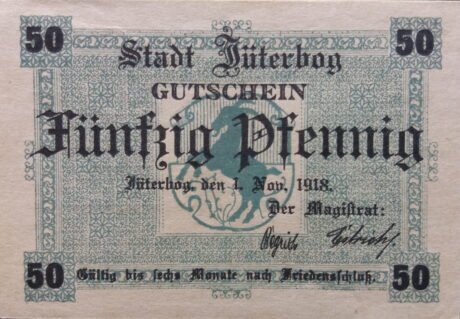 50 50
Stadt Jüterbog
GUTSCHEIN
Fünfzig Pfennig
Jüterbog, den 1. Nov. 1918.
Der Magistrat:
50 Gültig bis sechs Monate nach Friedensschluß. 50